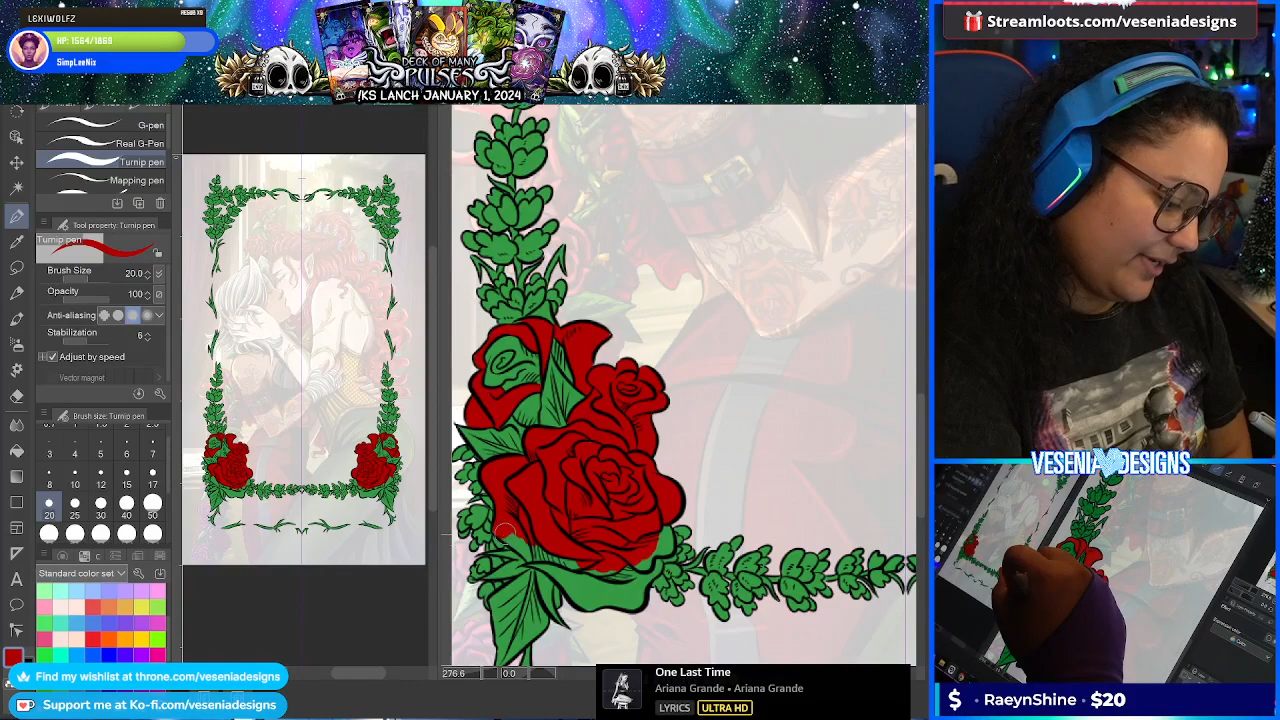 LEXIWOLFZ
HP: 1564/1869
SimpLeeNix
DECK OF MANY
PULSES
!KS LANCH JANUARY 1, 2024
Streamloots.com/veseniadesigns
G-pen
Real G-Pen
Turnip pen
Mapping pen
Tool property: Turnip pen
Turnip pen
Brush Size 20.0
Opacity 100
Anti-aliasing
Stabilization 6
Adjust by speed
Vector magnet
Brush size: Turnip pen
3 4 5 6 7
8 10 12 15 17
20 25 30 40 50
Standard color set
276.6 0.0
Find my wishlist at throne.com/veseniadesigns
Support me at Ko-fi.com/veseniadesigns
One Last Time
Ariana Grande • Ariana Grande
LYRICS ULTRA HD
VESENIA DESIGNS
$ RaeynShine - $20